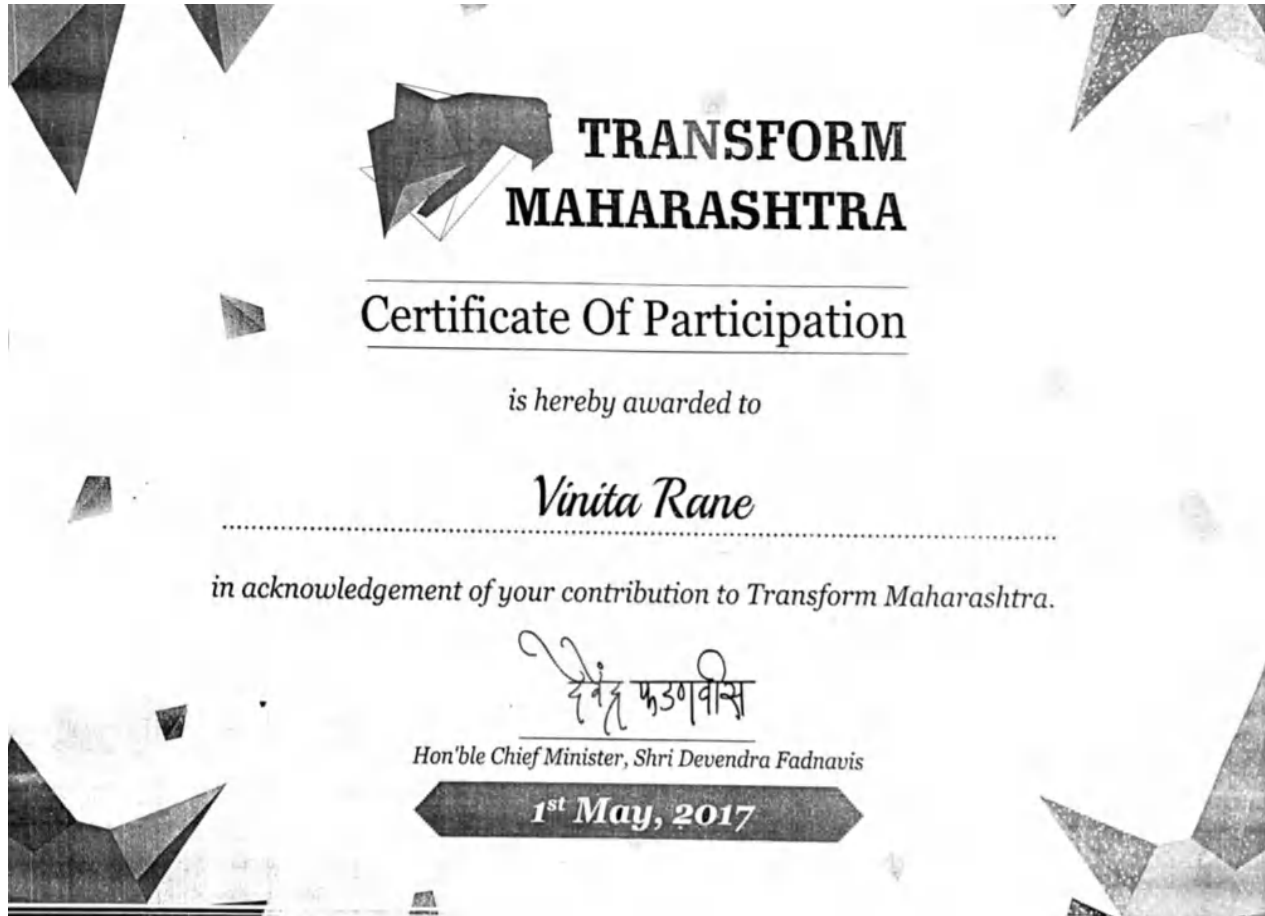 TRANSFORM
MAHARASHTRA
Certificate Of Participation
is hereby awarded to
Vinita Rane
in acknowledgement of your contribution to Transform Maharashtra.
देवेंद्र फडणवीस
Hon'ble Chief Minister, Shri Devendra Fadnavis
1st May, 2017